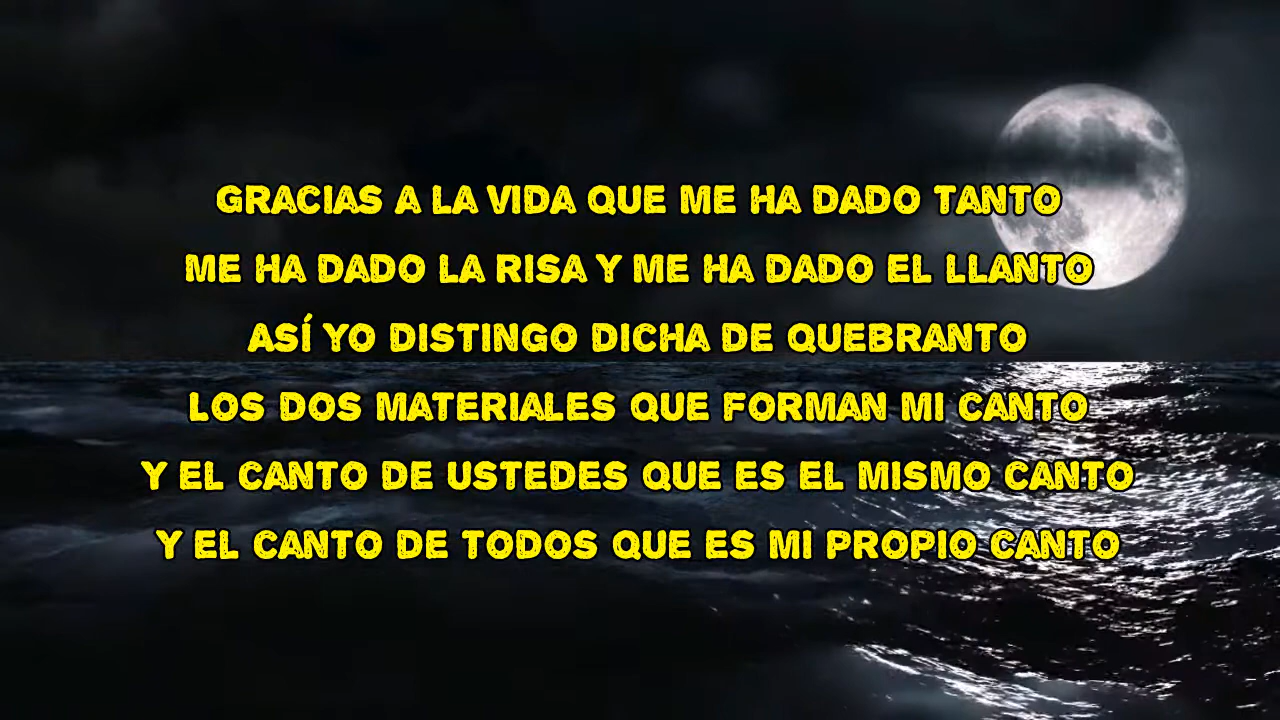 GRACIAS A LA VIDA QUE ME HA DADO TANTO
ME HA DADO LA RISA Y ME HA DADO EL LLANTO
ASÍ YO DISTINGO DICHA DE QUEBRANTO
LOS DOS MATERIALES QUE FORMAN MI CANTO
Y EL CANTO DE USTEDES QUE ES EL MISMO CANTO
Y EL CANTO DE TODOS QUE ES MI PROPIO CANTO